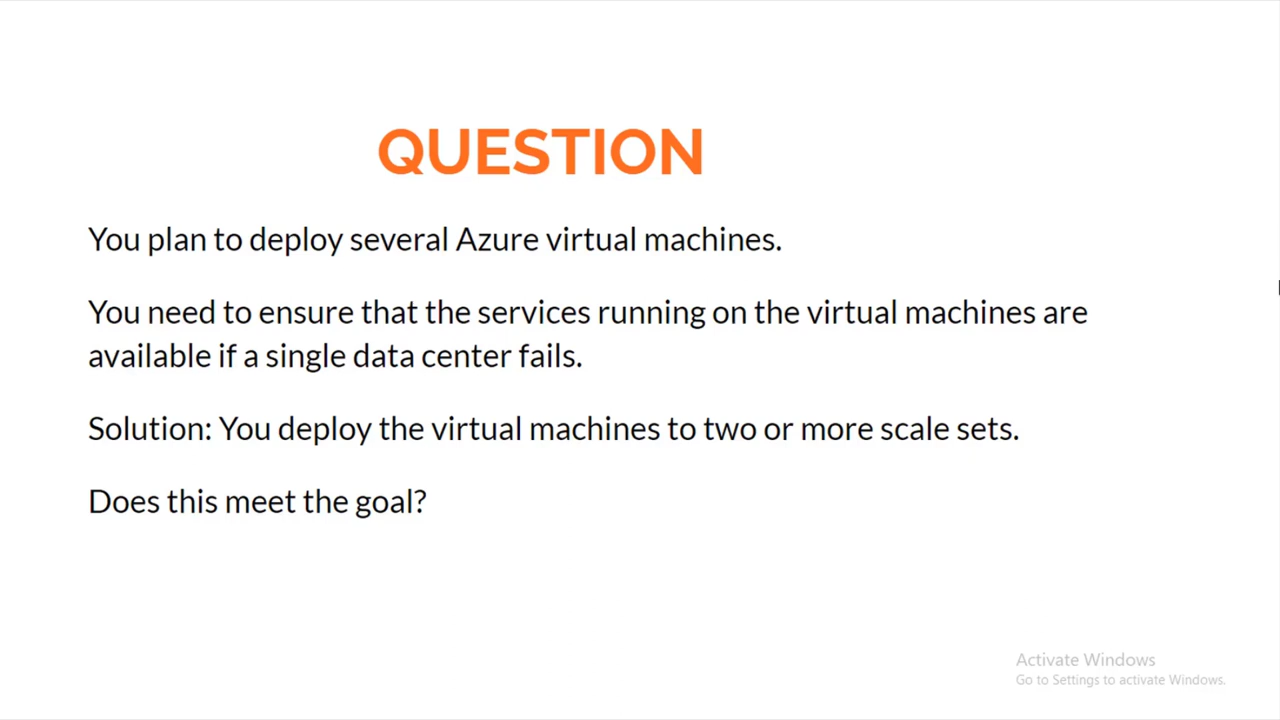 QUESTION
You plan to deploy several Azure virtual machines.
You need to ensure that the services running on the virtual machines are
available if a single data center fails.
Solution: You deploy the virtual machines to two or more scale sets.
Does this meet the goal?
Activate Windows
Go to Settings to activate Windows.